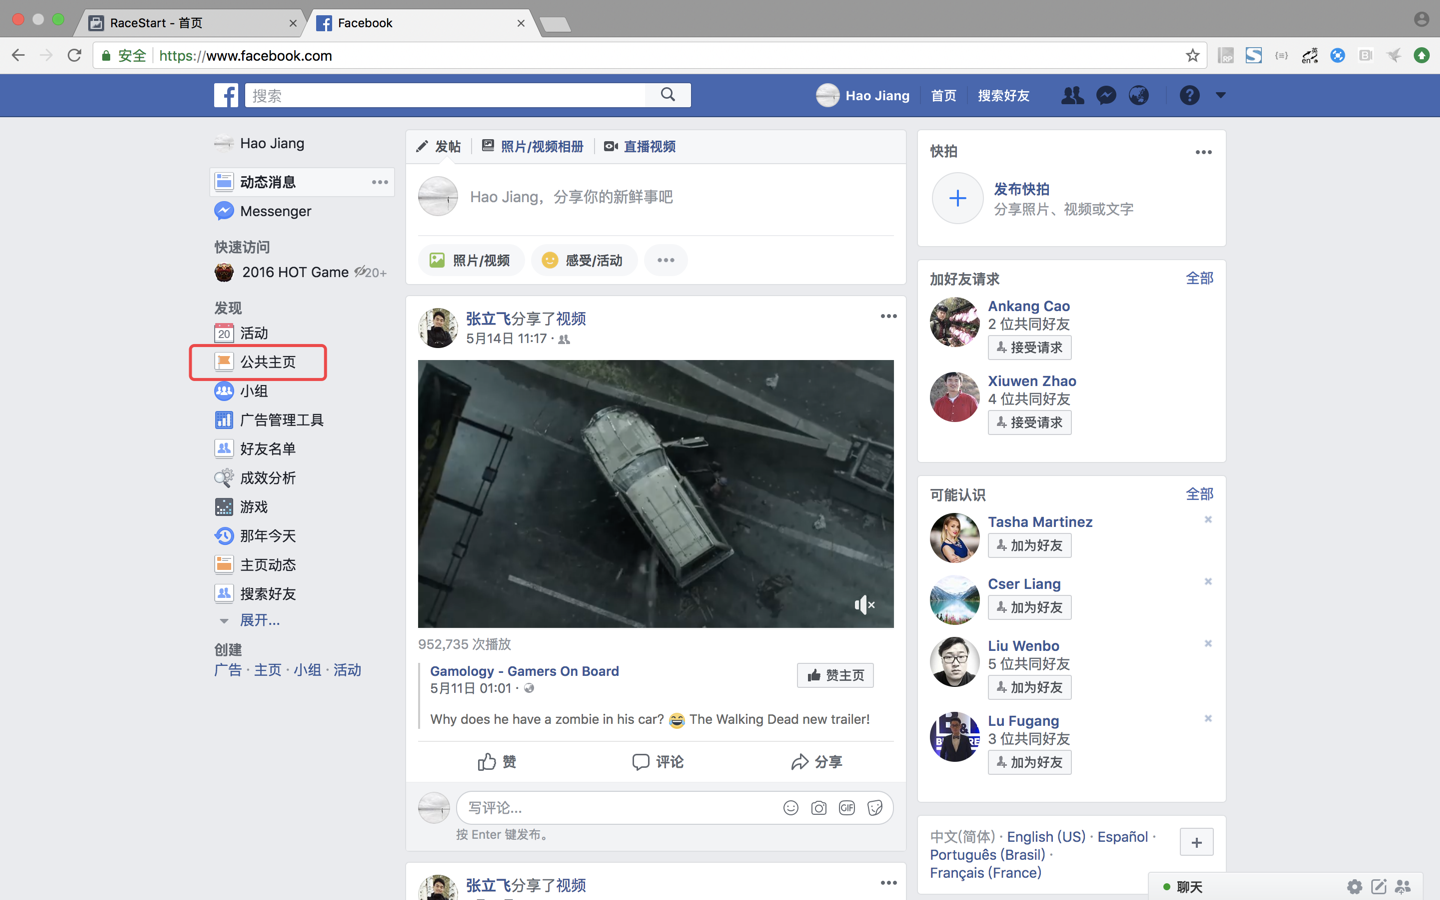 RaceStart - 首页
Facebook
安全 https://www.facebook.com
搜索
Hao Jiang 首页 搜索好友
Hao Jiang
动态消息
Messenger
快速访问
2016 HOT Game 20+
发现
20 活动
公共主页
小组
广告管理工具
好友名单
成效分析
游戏
那年今天
主页动态
搜索好友
展开...
创建
广告 · 主页 · 小组 · 活动
发帖 照片/视频相册 直播视频
Hao Jiang，分享你的新鲜事吧
照片/视频 感受/活动
张立飞分享了视频
5月14日 11:17 ·
952,735 次播放
Gamology - Gamers On Board
5月11日 01:01 ·
赞主页
Why does he have a zombie in his car? 😂 The Walking Dead new trailer!
赞 评论 分享
写评论...
GIF
按 Enter 键发布。
张立飞分享了视频
快拍
发布快拍
分享照片、视频或文字
加好友请求 全部
Ankang Cao
2 位共同好友
接受请求
Xiuwen Zhao
4 位共同好友
接受请求
可能认识 全部
Tasha Martinez
加为好友
Cser Liang
加为好友
Liu Wenbo
5 位共同好友
加为好友
Lu Fugang
3 位共同好友
加为好友
中文(简体) · English (US) · Español ·
Português (Brasil) ·
Français (France)
聊天